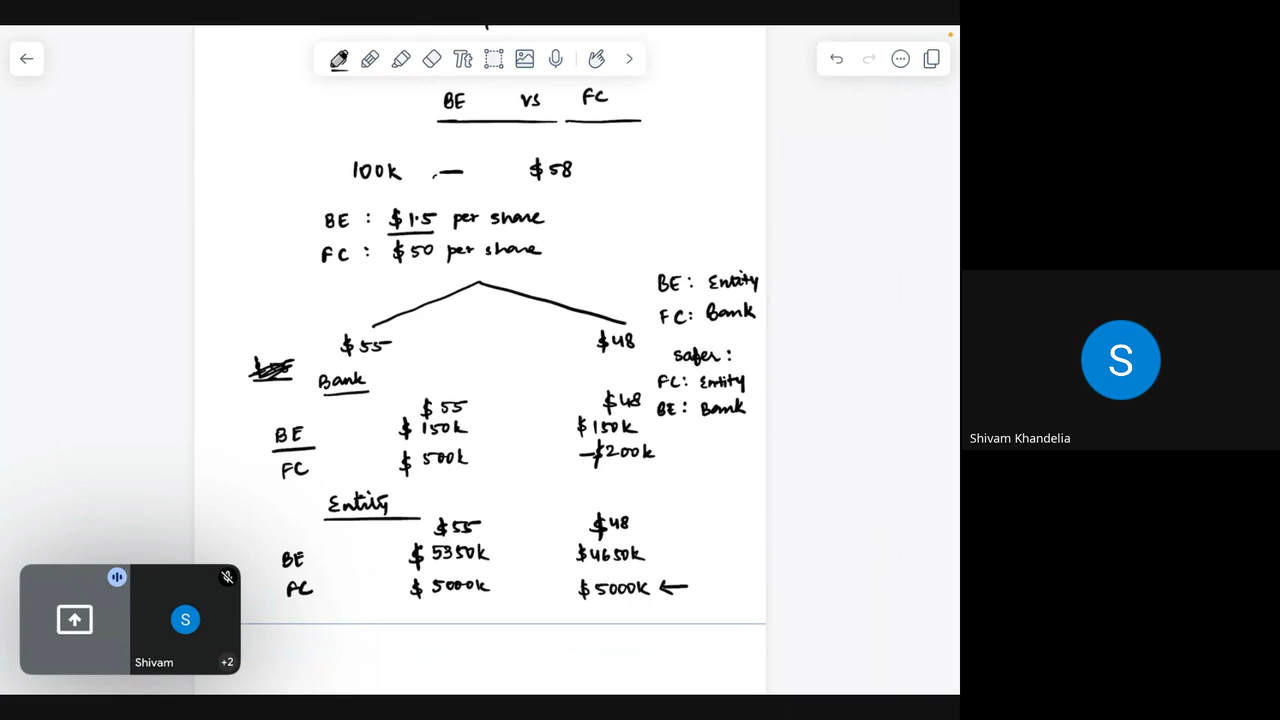 Tt
BE vs FC
100k — $58
BE : $1.5 per share
FC : $50 per share
BE: Entity
FC: Bank
$55 $48
safer :
Bank
FC: Entity
$55 $48
BE: Bank
BE $150k $150k
FC $500k -$200k
Entity
$55 $48
BE $5350k $4650k
FC $5000k $5000k ←
Shivam
+2
S
S
Shivam Khandelia